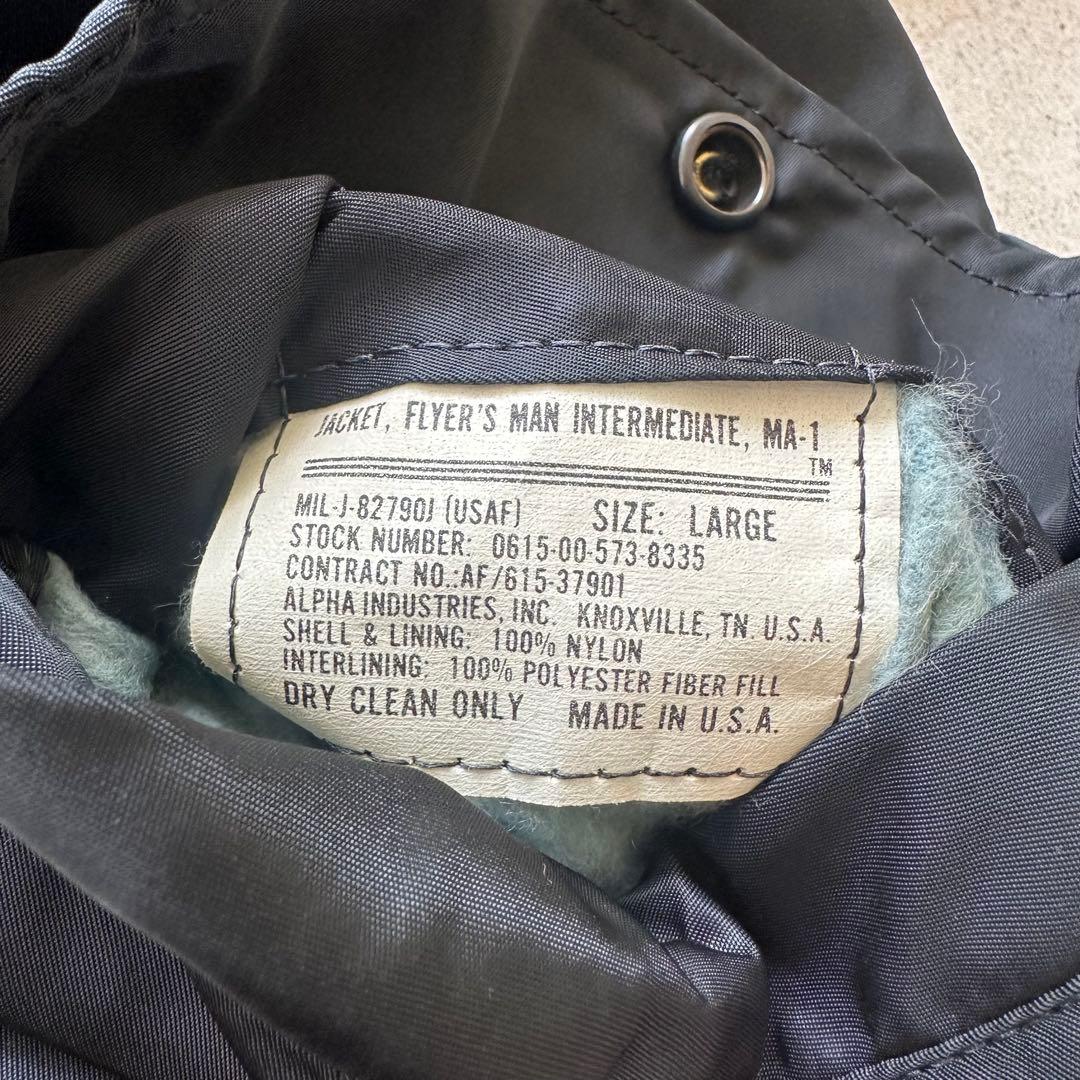 JACKET, FLYER'S MAN INTERMEDIATE, MA-1
TM
MIL-J-82790J (USAF) SIZE: LARGE
STOCK NUMBER: 0615-00-573-8335
CONTRACT NO.:AF/615-37901
ALPHA INDUSTRIES, INC. KNOXVILLE, TN U.S.A.
SHELL & LINING: 100% NYLON
INTERLINING: 100% POLYESTER FIBER FILL
DRY CLEAN ONLY MADE IN U.S.A.